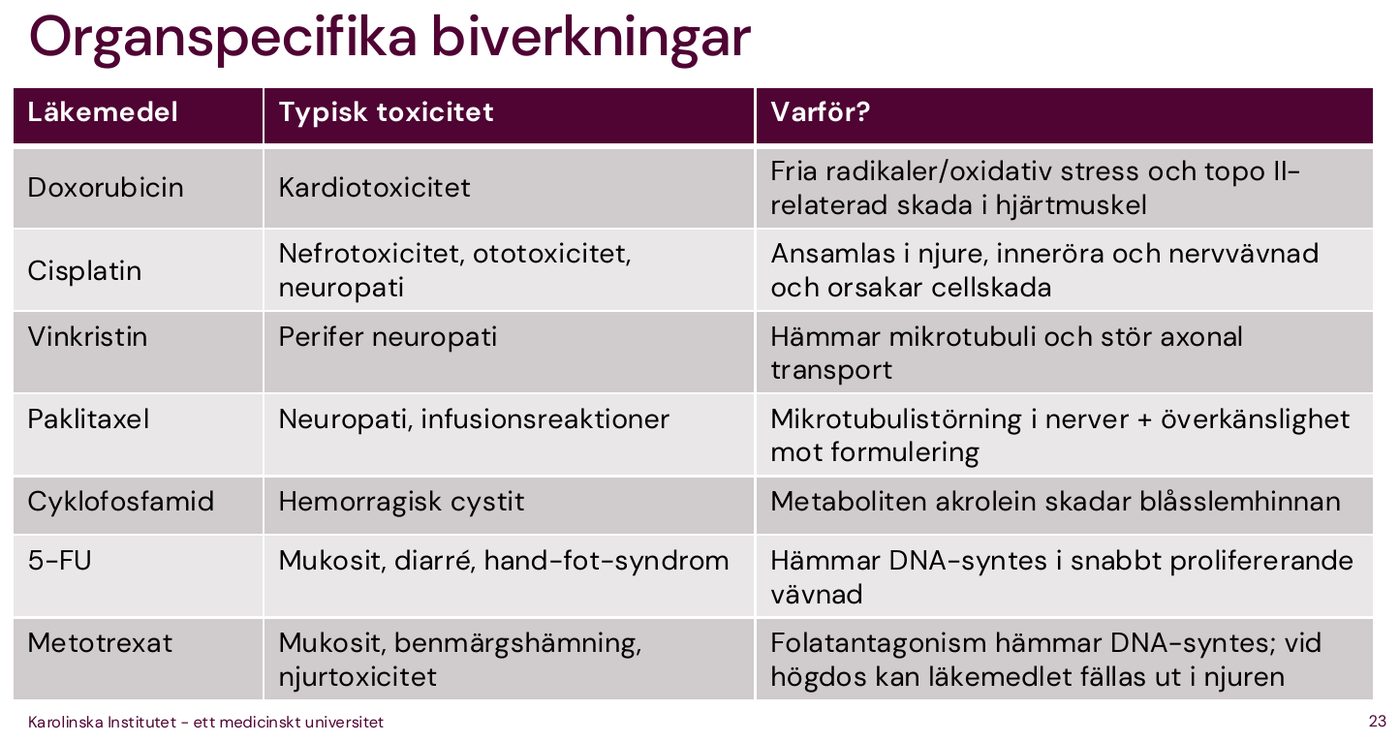 Organspecifika biverkningar
Läkemedel
Typisk toxicitet
Varför?
Doxorubicin
Kardiotoxicitet
Fria radikaler/oxidativ stress och topo II-
relaterad skada i hjärtmuskel
Cisplatin
Nefrotoxicitet, ototoxicitet,
neuropati
Ansamlas i njure, inneröra och nervvävnad
och orsakar cellskada
Vinkristin
Perifer neuropati
Hämmar mikrotubuli och stör axonal
transport
Paklitaxel
Neuropati, infusionsreaktioner
Mikrotubulistörning i nerver + överkänslighet
mot formulering
Cyklofosfamid
Hemorragisk cystit
Metaboliten akrolein skadar blåsslemhinnan
5-FU
Mukosit, diarré, hand-fot-syndrom
Hämmar DNA-syntes i snabbt prolifererande
vävnad
Metotrexat
Mukosit, benmärgshämning,
njurtoxicitet
Folatantagonism hämmar DNA-syntes; vid
högdos kan läkemedlet fällas ut i njuren
Karolinska Institutet - ett medicinskt universitet
23